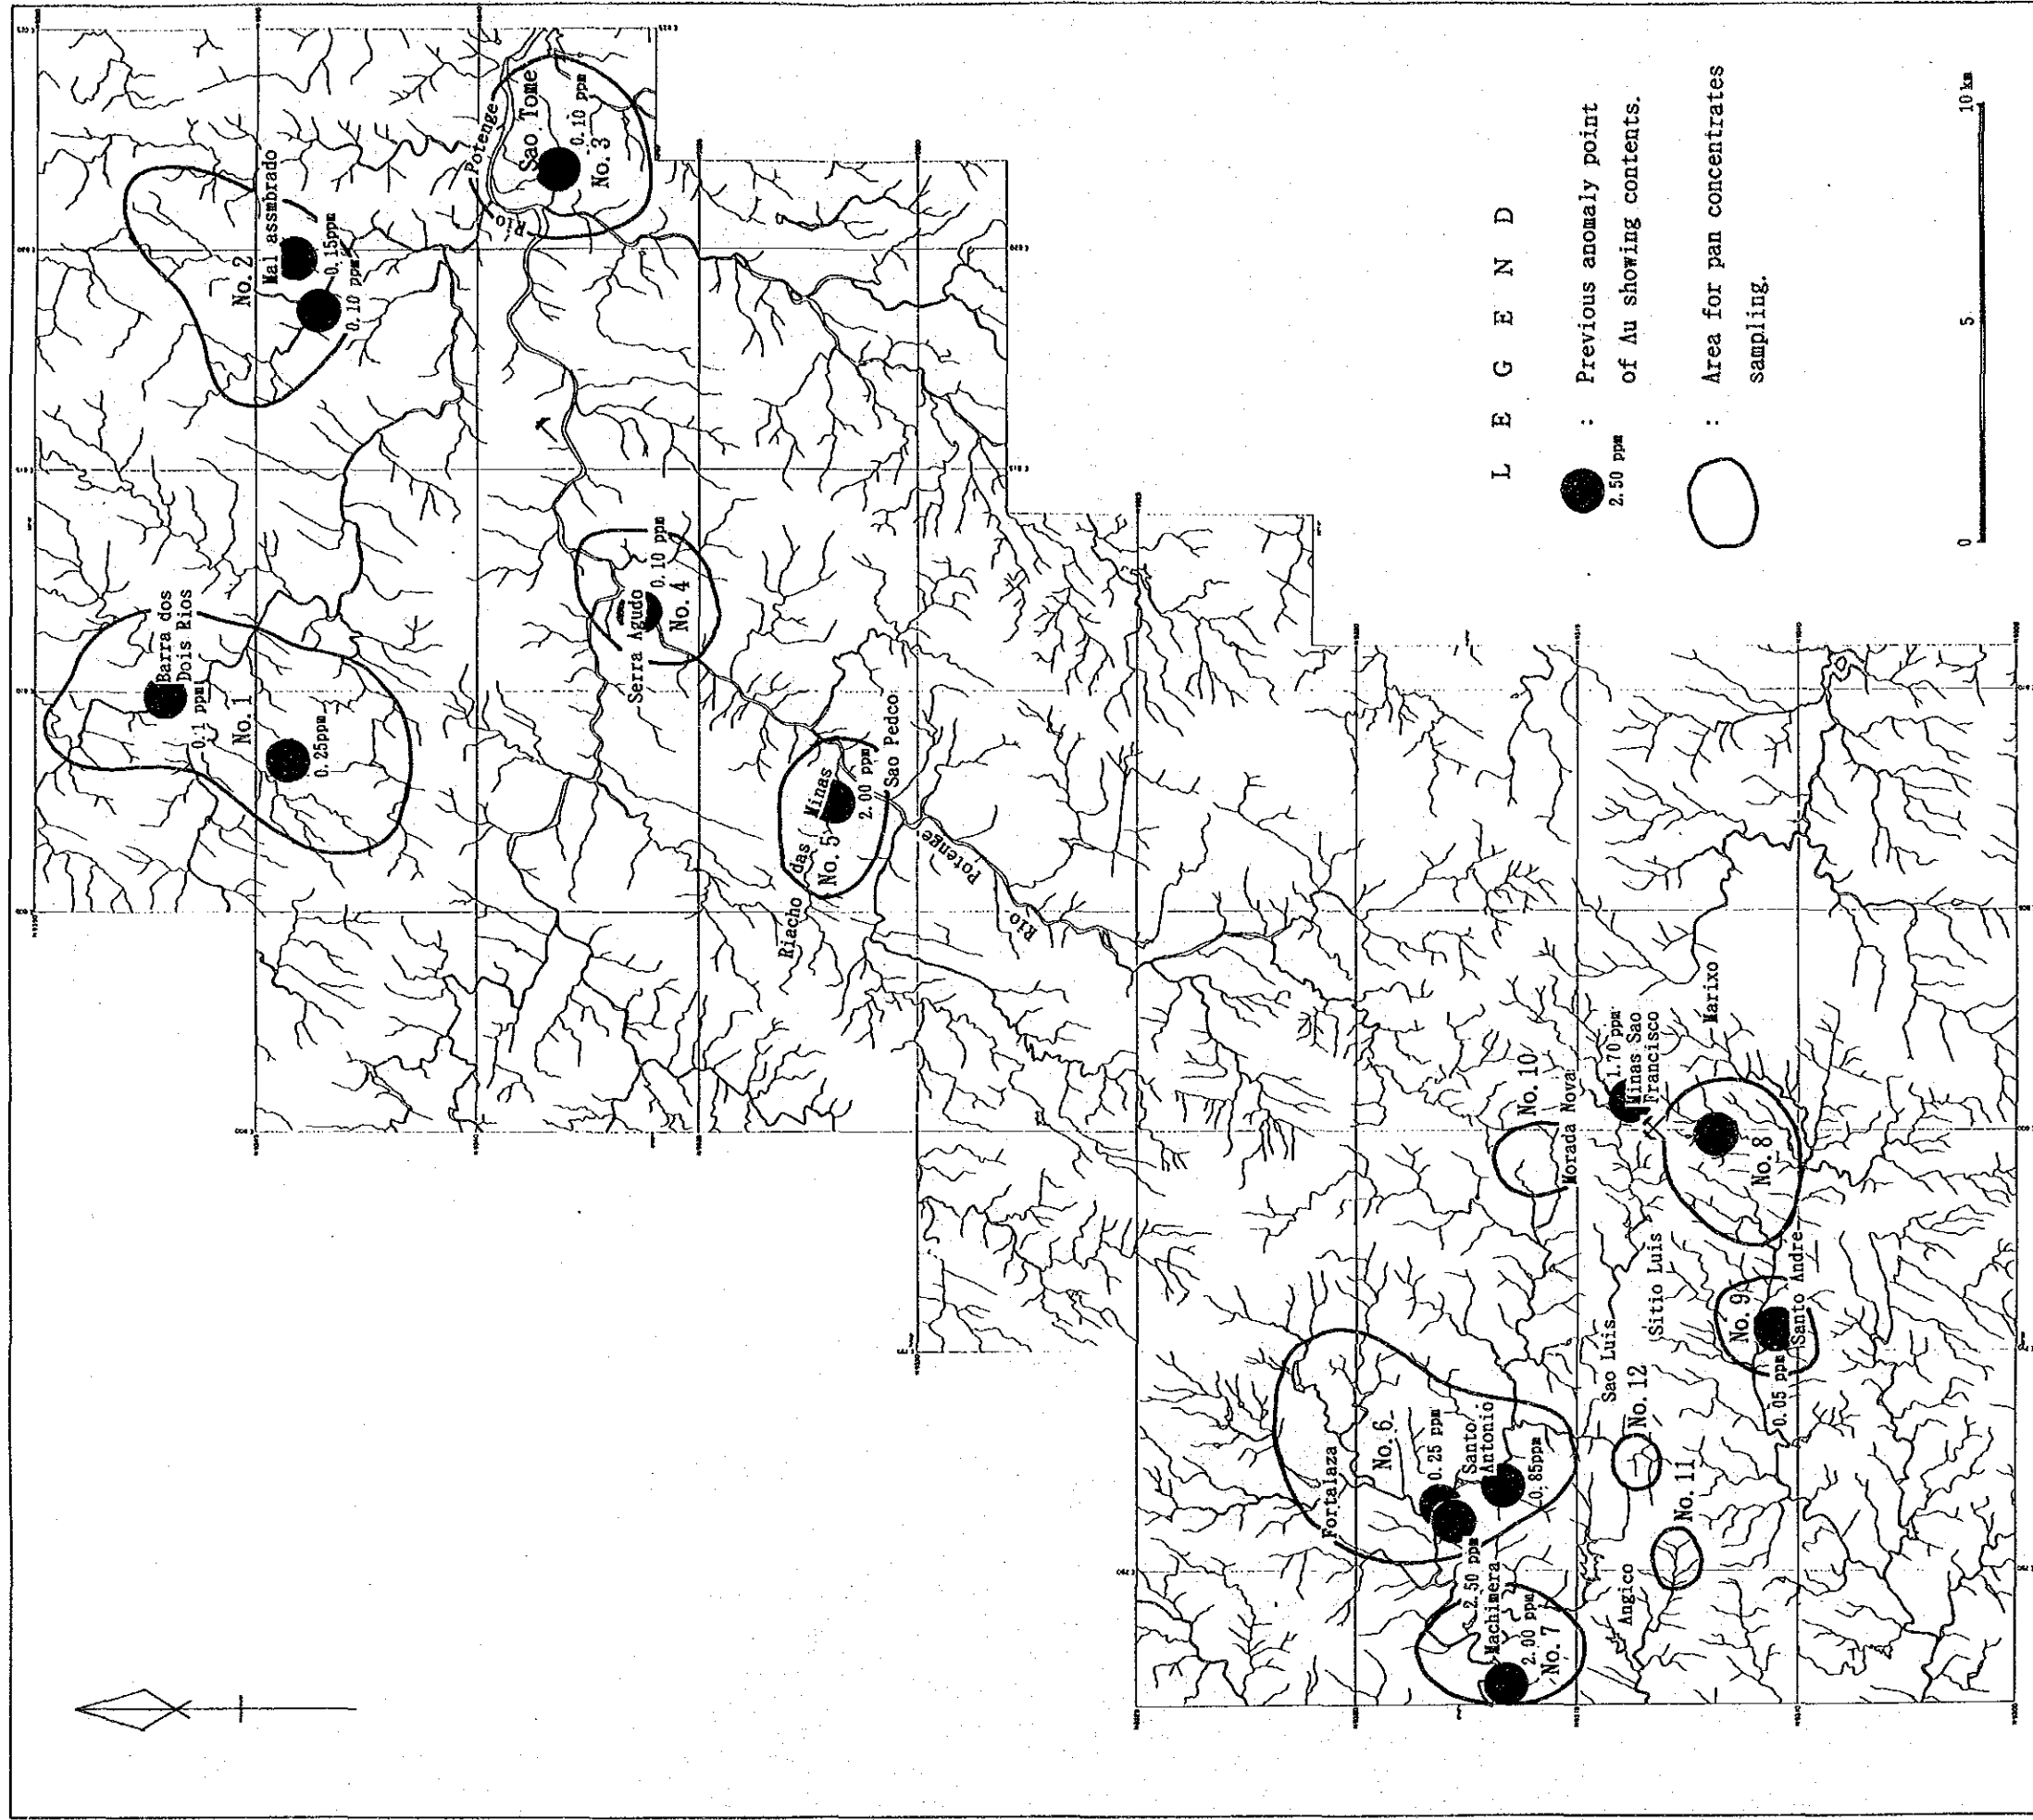 Barra dos
Dois Rios
0.1 ppm
No. 1
0.25ppm
No. 2
Mal assmbrado
0.15ppm
0.10 ppm
Rio
Potenge
Sao Tome
0.10 ppm
No. 3
Serra Agudo
0.10 ppm
No. 4
Riacho das Minas
No. 5
2.00 ppm
Sao Pedco
Rio
Potenge
Fortalaza
No. 6
0.25 ppm
Santo
Antonio
0.85ppm
2.50 ppm
Machimera
2.00 ppm
No. 7
No. 10
Morada Nova
1.70 ppm
Minas Sao
Francisco
Marixo
No. 8
Sao Luis
Sitio Luis
No. 12
No. 9
Santo Andre
0.05 ppm
No. 11
Angico
L E G E N D
2.50 ppm
: Previous anomaly point
of Au showing contents.
: Area for pan concentrates
sampling.
0 5 10 km